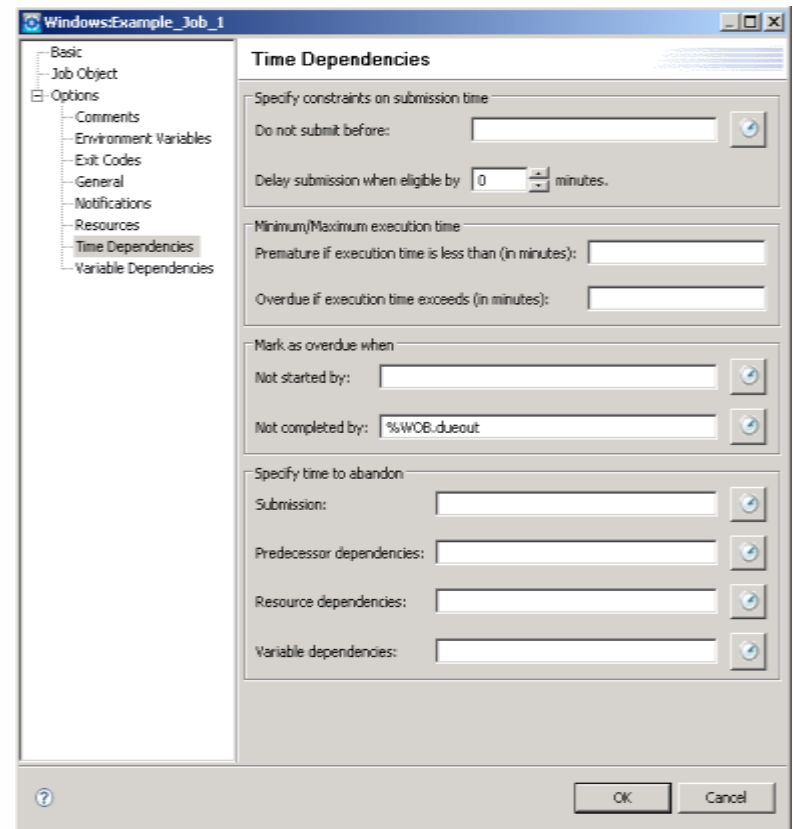 Windows:Example_Job_1
Basic
Job Object
Options
Comments
Environment Variables
Exit Codes
General
Notifications
Resources
Time Dependencies
Variable Dependencies
Time Dependencies
Specify constraints on submission time
Do not submit before:
Delay submission when eligible by 0 minutes.
Minimum/Maximum execution time
Premature if execution time is less than (in minutes):
Overdue if execution time exceeds (in minutes):
Mark as overdue when
Not started by:
Not completed by: %WOB.dueout
Specify time to abandon
Submission:
Predecessor dependencies:
Resource dependencies:
Variable dependencies:
?
OK Cancel